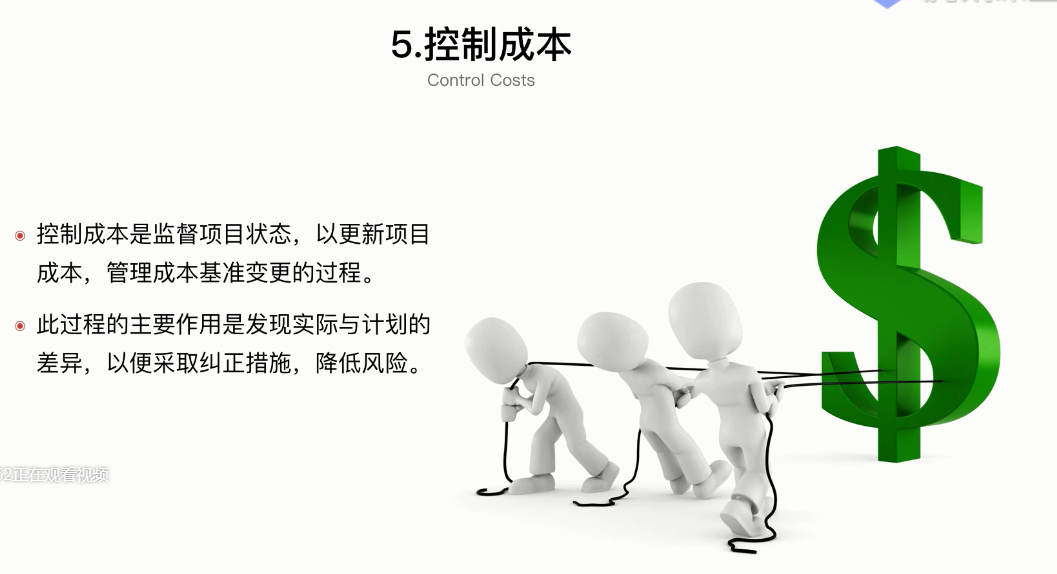 5.控制成本
Control Costs
控制成本是监督项目状态，以更新项目
成本，管理成本基准变更的过程。
此过程的主要作用是发现实际与计划的
差异，以便采取纠正措施，降低风险。
52正在观看视频